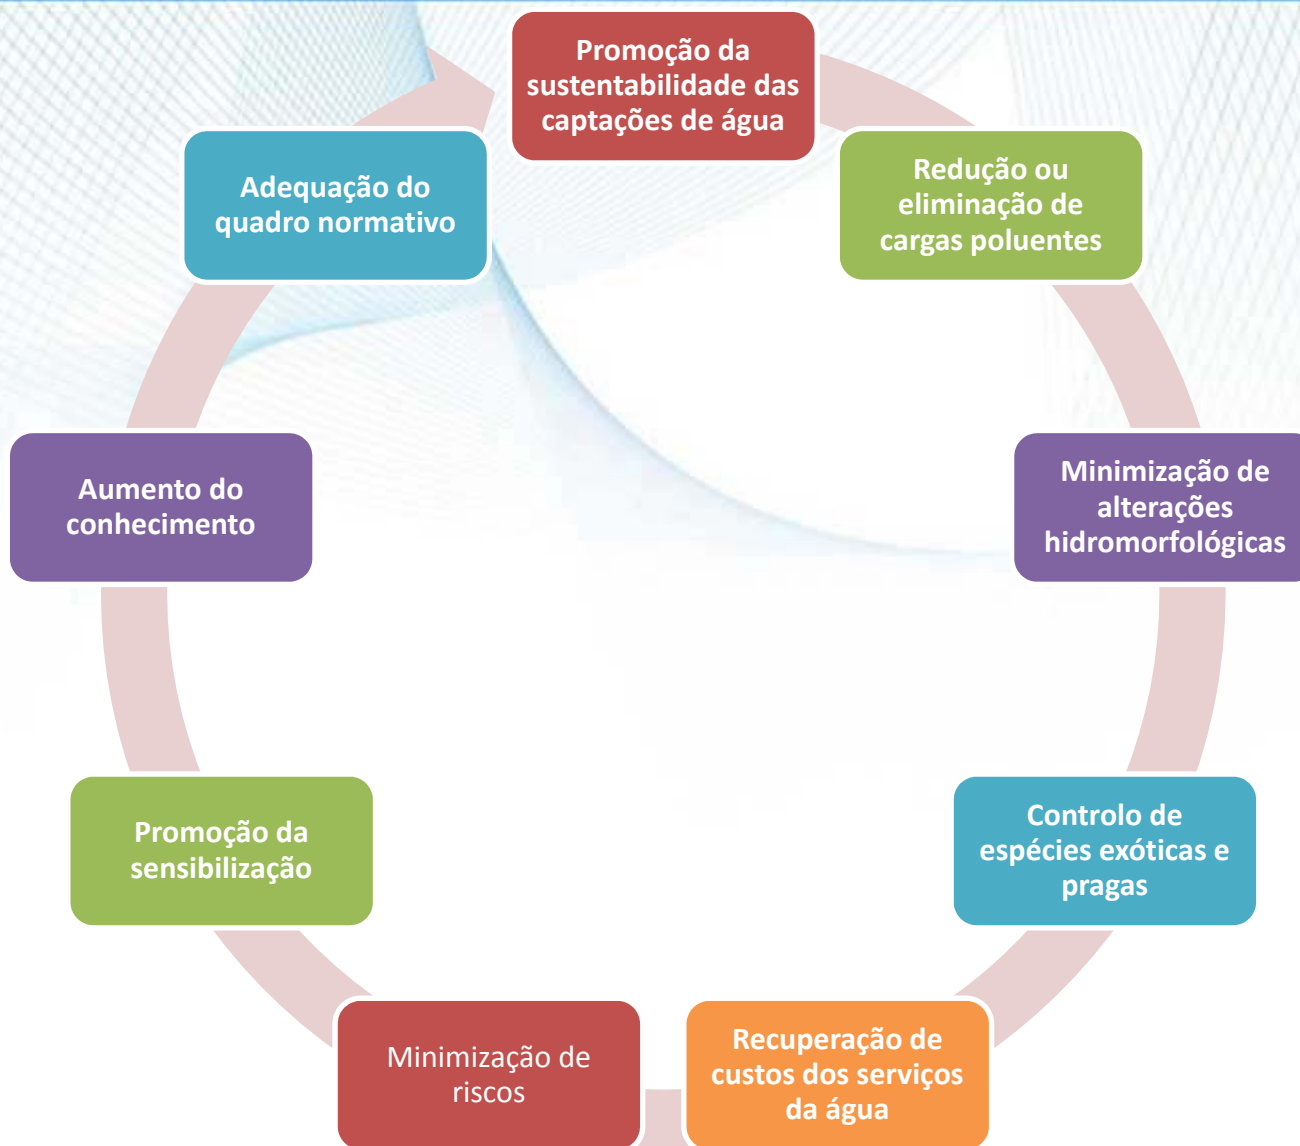 Promoção da
sustentabilidade das
captações de água
Redução ou
eliminação de
cargas poluentes
Minimização de
alterações
hidromorfológicas
Controlo de
espécies exóticas e
pragas
Recuperação de
custos dos serviços
da água
Minimização de
riscos
Promoção da
sensibilização
Aumento do
conhecimento
Adequação do
quadro normativo